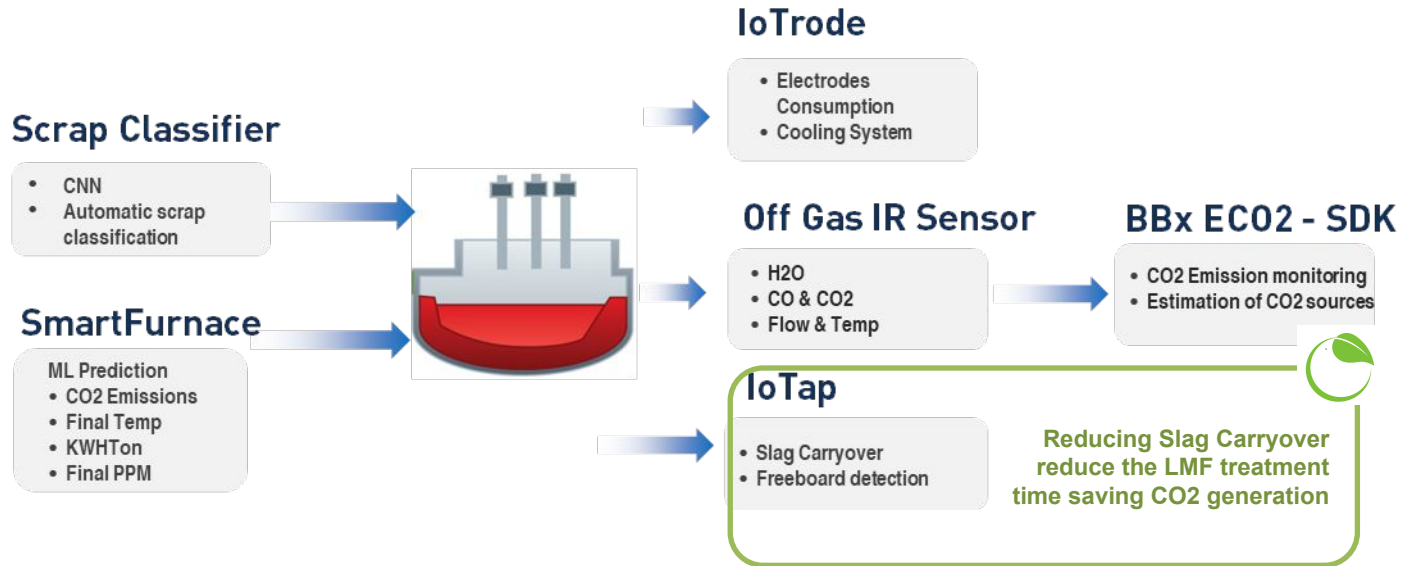 Scrap Classifier
• CNN
• Automatic scrap
classification
SmartFurnace
ML Prediction
• CO2 Emissions
• Final Temp
• KWHTon
• Final PPM
IoTrode
• Electrodes
Consumption
• Cooling System
Off Gas IR Sensor
• H2O
• CO & CO2
• Flow & Temp
BBx ECO2 - SDK
• CO2 Emission monitoring
• Estimation of CO2 sources
IoTap
• Slag Carryover
• Freeboard detection
Reducing Slag Carryover
reduce the LMF treatment
time saving CO2 generation